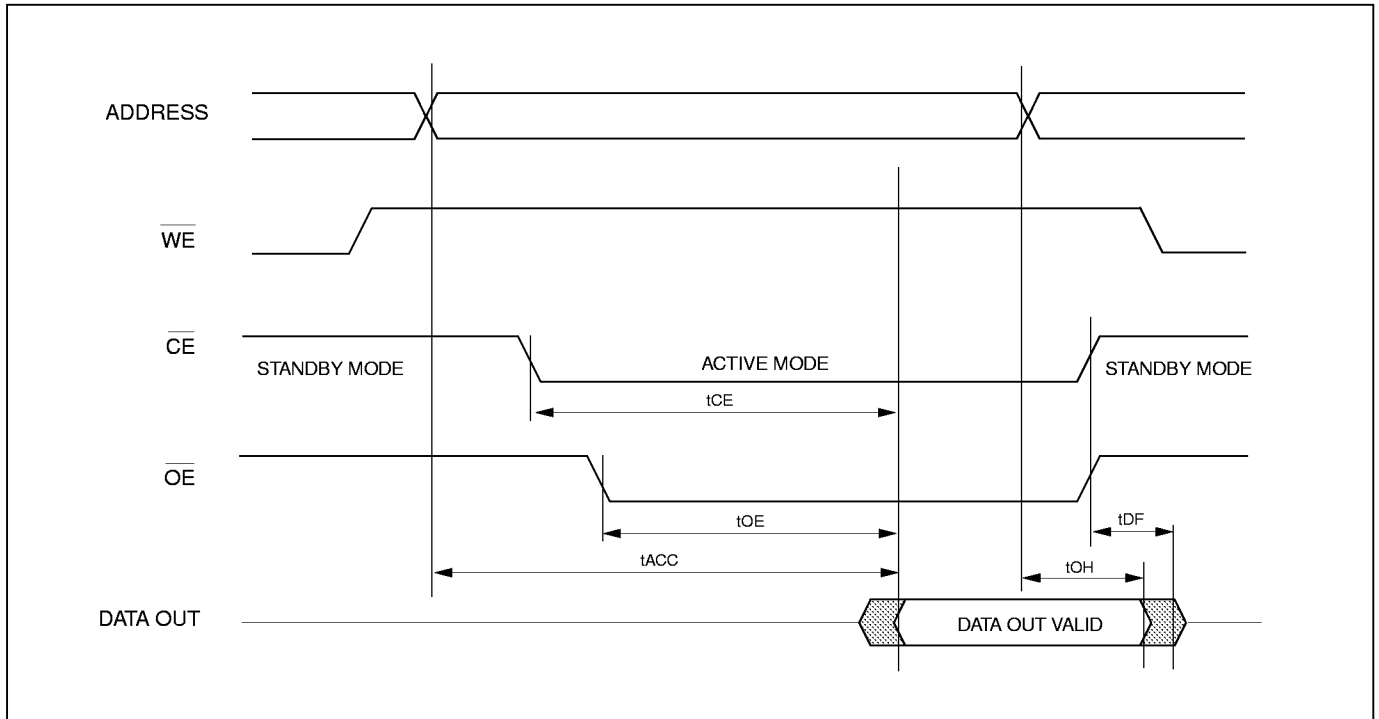 ADDRESS
WE
CE
STANDBY MODE
ACTIVE MODE
STANDBY MODE
tCE
OE
tOE
tDF
tACC
tOH
DATA OUT
DATA OUT VALID